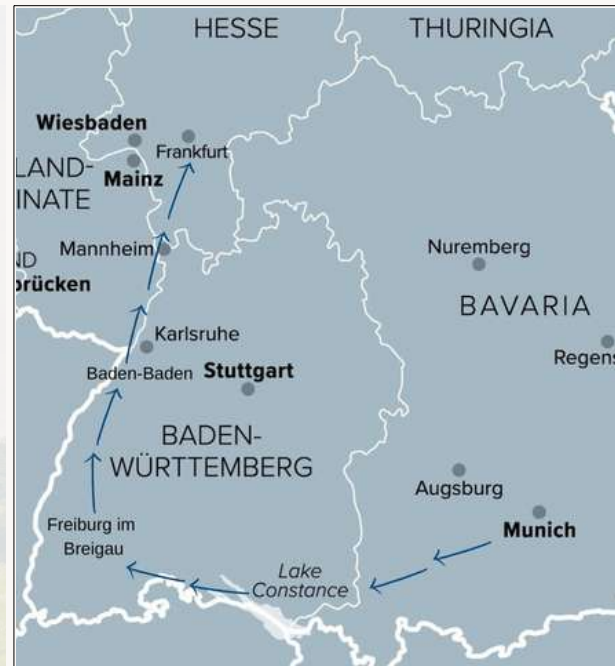 HESSE
THURINGIA
Wiesbaden
Frankfurt
LAND-
INATE
Mainz
Mannheim
ND
brücken
Nuremberg
BAVARIA
Regens
Karlsruhe
Baden-Baden
Stuttgart
BADEN-
WÜRTTEMBERG
Augsburg
Munich
Freiburg im
Breigau
Lake
Constance